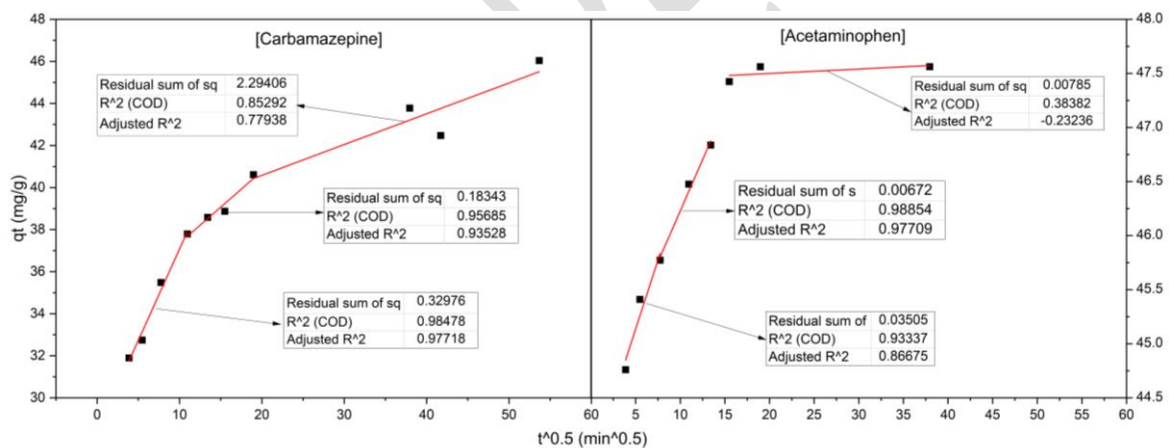 [Carbamazepine]
[Acetaminophen]
48
46
44
42
40
38
36
34
32
30
qt (mg/g)
Residual sum of sq 2.29406
R^2 (COD) 0.85292
Adjusted R^2 0.77938
Residual sum of sq 0.18343
R^2 (COD) 0.95685
Adjusted R^2 0.93528
Residual sum of sq 0.32976
R^2 (COD) 0.98478
Adjusted R^2 0.97718
Residual sum of sq 0.00785
R^2 (COD) 0.38382
Adjusted R^2 -0.23236
Residual sum of s 0.00672
R^2 (COD) 0.98854
Adjusted R^2 0.97709
Residual sum of 0.03505
R^2 (COD) 0.93337
Adjusted R^2 0.86675
48.0
47.5
47.0
46.5
46.0
45.5
45.0
44.5
0 10 20 30 40 50 60 5 10 15 20 25 30 35 40 45 50 55 60
t^0.5 (min^0.5)